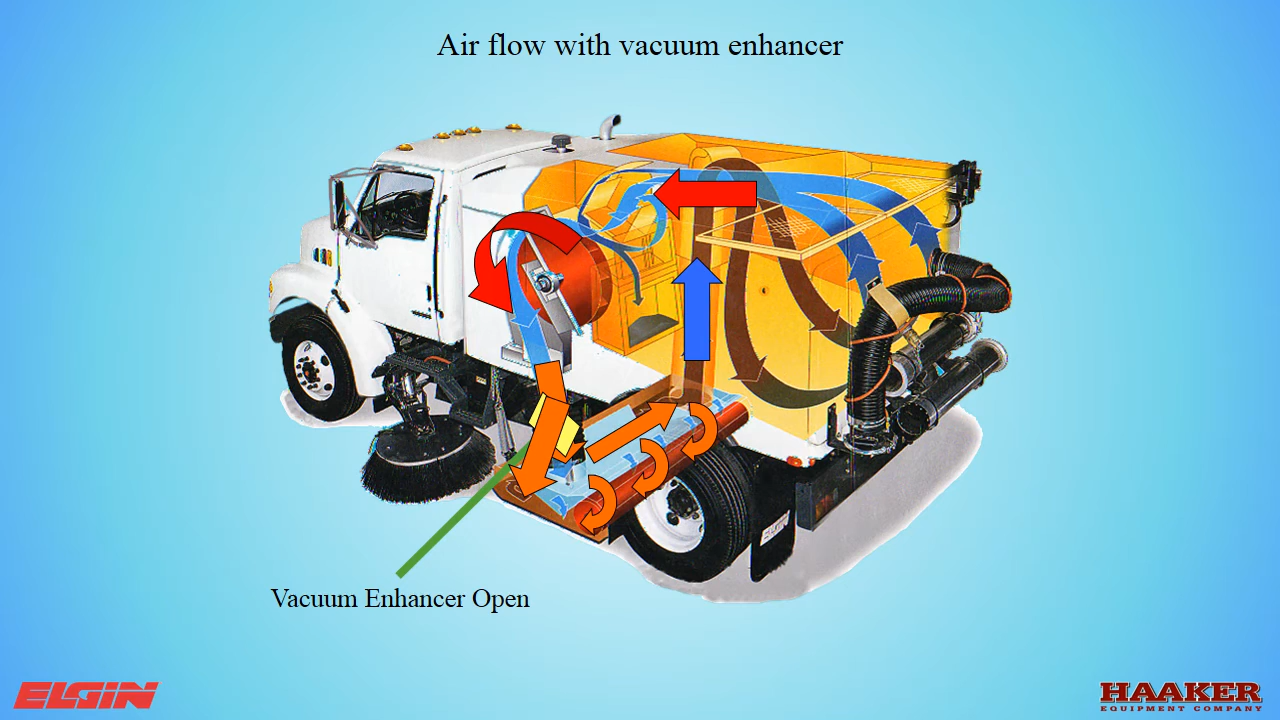 Air flow with vacuum enhancer
Vacuum Enhancer Open
ELGIN
HAAKER
EQUIPMENT COMPANY